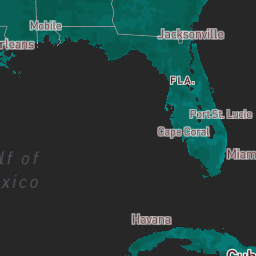 Mobile
Jacksonville
rleans
FLA.
Port St. Lucie
Cape Coral
Miam
lf of
xico
Havana
Cub